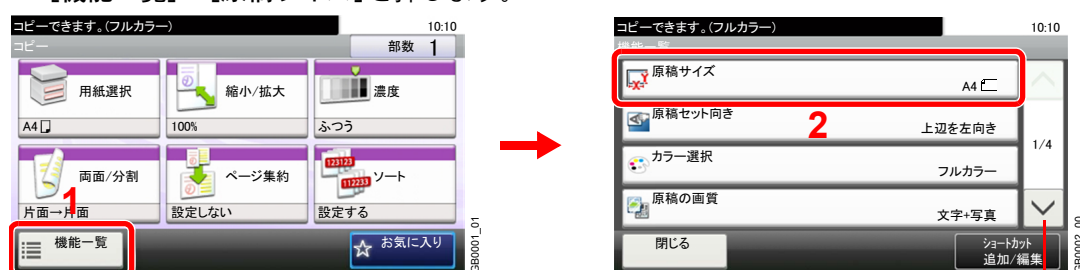 [機能一覧] > [原稿サイズ] を押します。
コピーできます。(フルカラー)
10:10
コピー
部数 1
用紙選択
縮小/拡大
濃度
A4
100%
ふつう
両面/分割
ページ集約
ソート
片面→片面
設定しない
設定する
1
機能一覧
お気に入り
GB0001_01
コピーできます。(フルカラー)
10:10
機能一覧
原稿サイズ
A4
原稿セット向き
上辺を左向き
2
1/4
カラー選択
フルカラー
原稿の画質
文字+写真
閉じる
ショートカット
追加/編集
GB0002_00